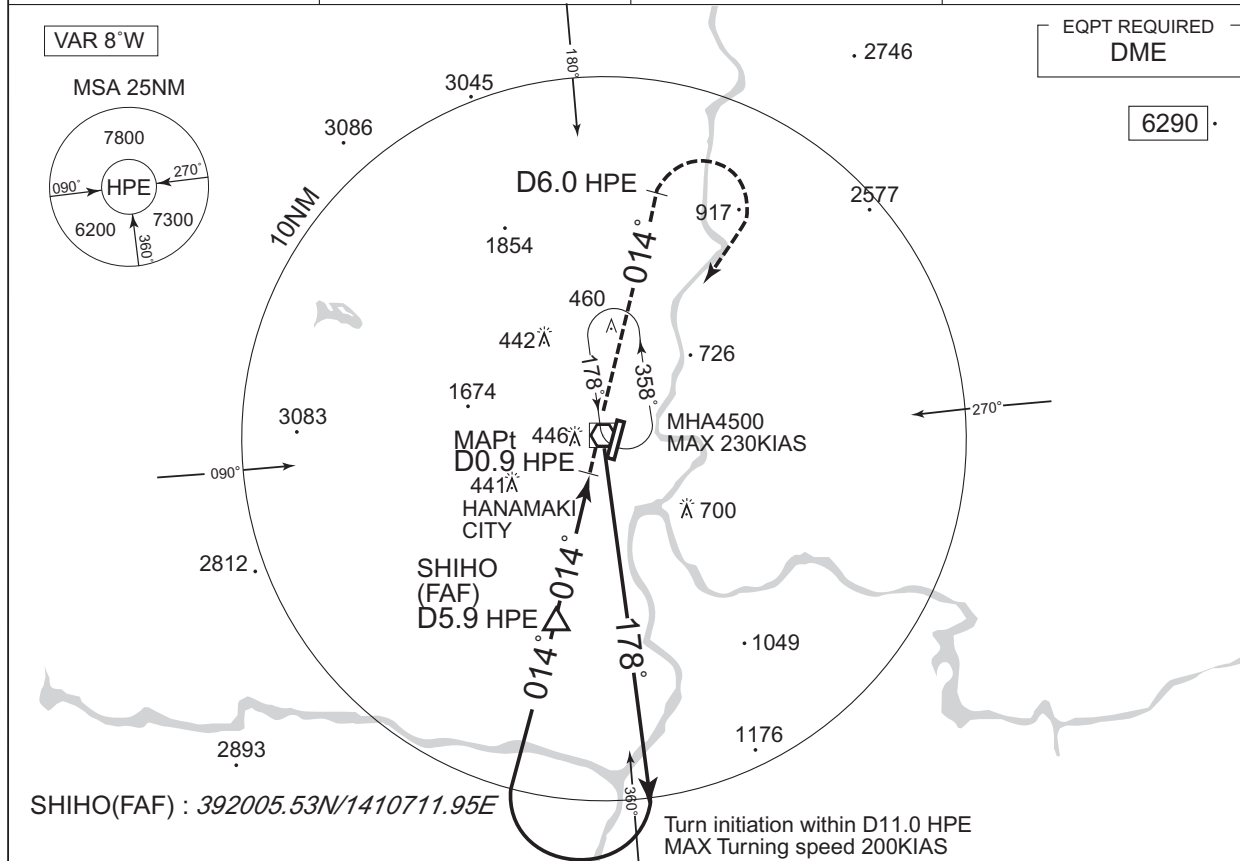 VAR 8˚W
MSA 25NM
7800
090˚
HPE
270˚
6200
7300
360˚
EQPT REQUIRED
DME
2746
6290
180˚
3045
3086
10NM
D6.0 HPE
917
2577
1854
014˚
460
442
726
178˚
358˚
1674
3083
MAPt
D0.9 HPE
446
MHA4500
MAX 230KIAS
270˚
090˚
441
HANAMAKI
CITY
700
2812
SHIHO
(FAF)
D5.9 HPE
014˚
178˚
014˚
1049
1176
2893
360˚
SHIHO(FAF) : 392005.53N/1410711.95E
Turn initiation within D11.0 HPE
MAX Turning speed 200KIAS